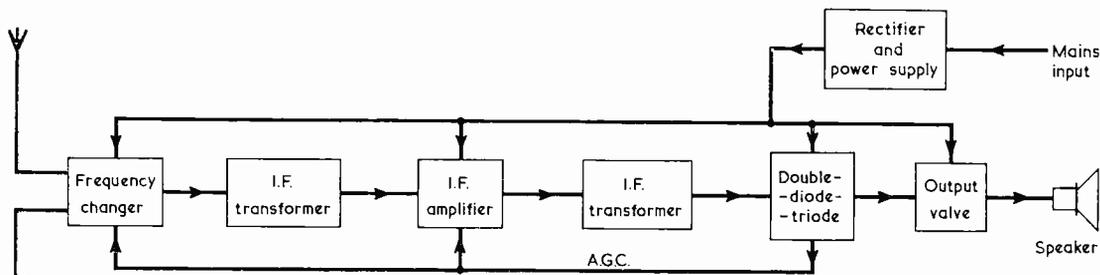 Rectifier
and
power supply
Mains
input
Frequency
changer
I.F.
transformer
I.F.
amplifier
I.F.
transformer
Double-
-diode-
-triode
Output
valve
Speaker
A.G.C.